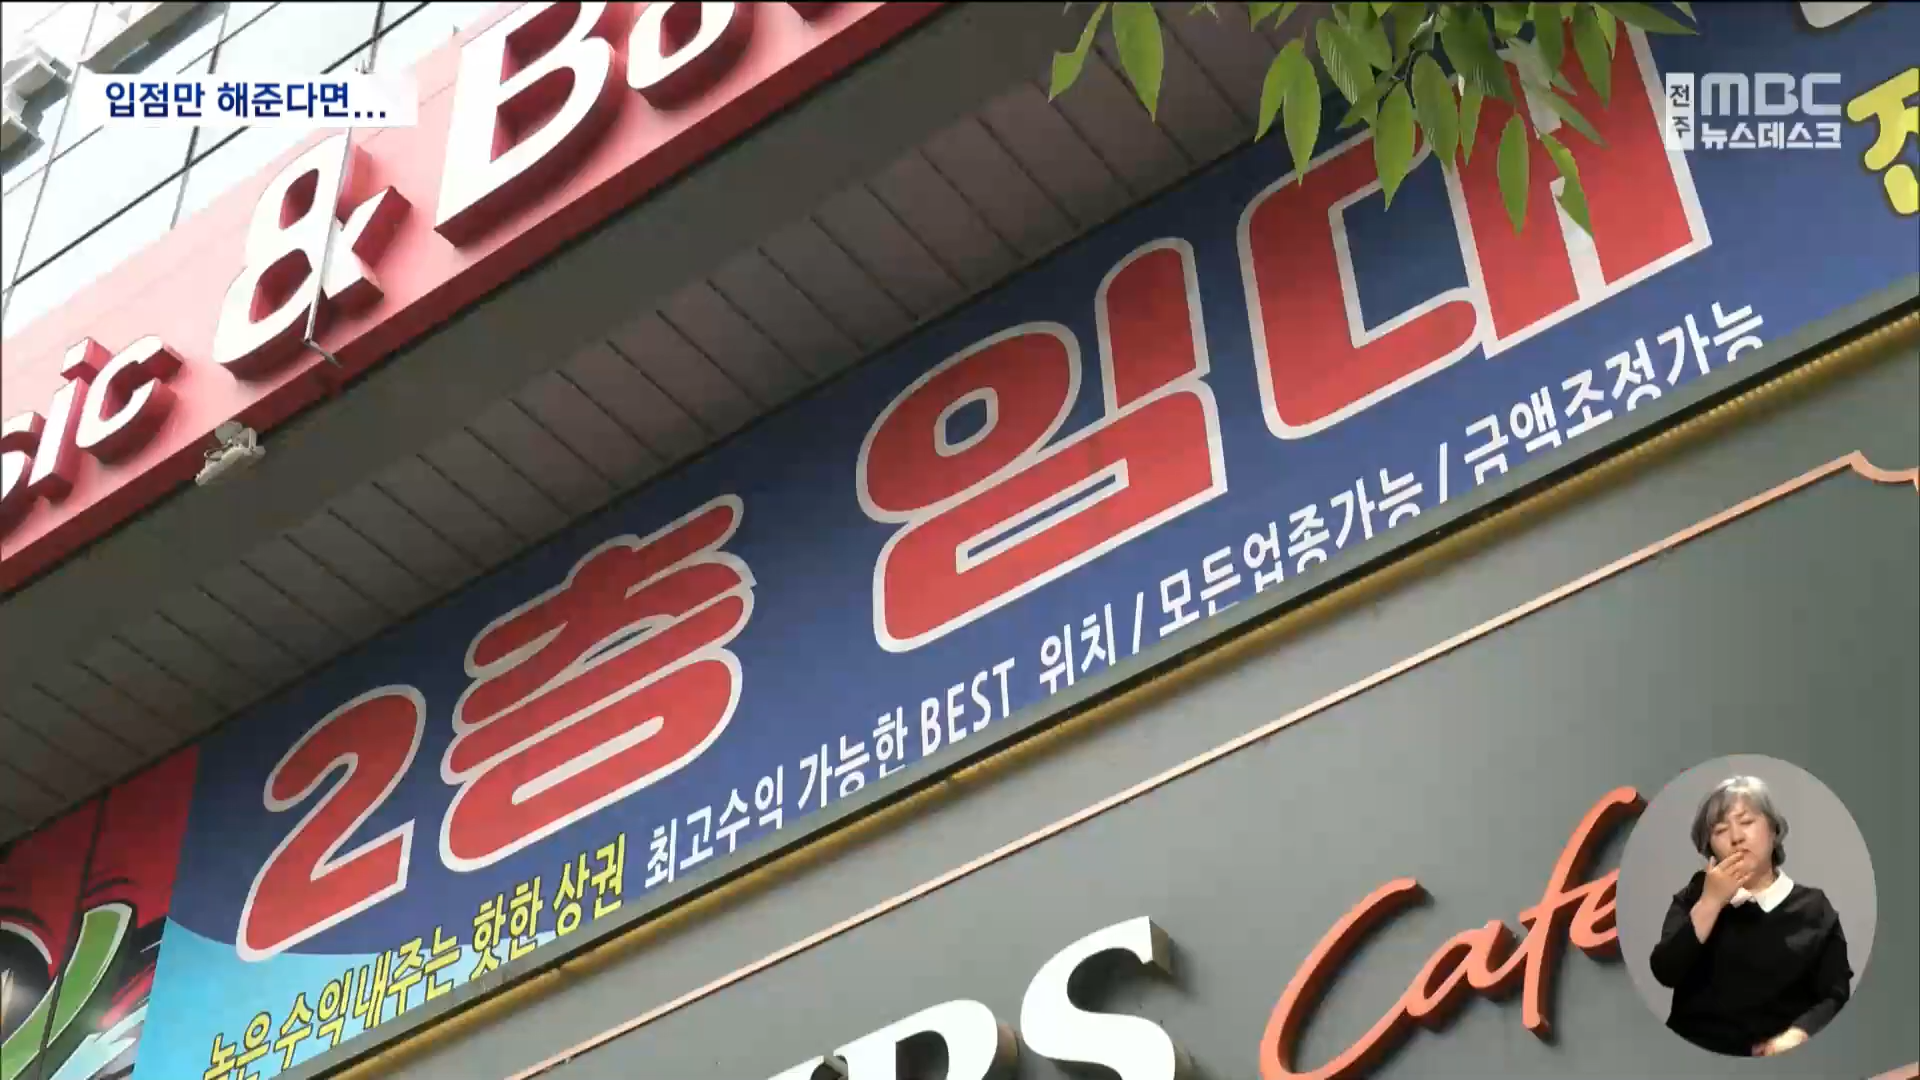 입점만 해준다면...
전주 MBC
뉴스데스크
sic & Bo
2층 임대
높은 수익내주는 핫한 상권 최고수익 가능한 BEST 위치 / 모든업종가능 / 금액조정가능
Cafe